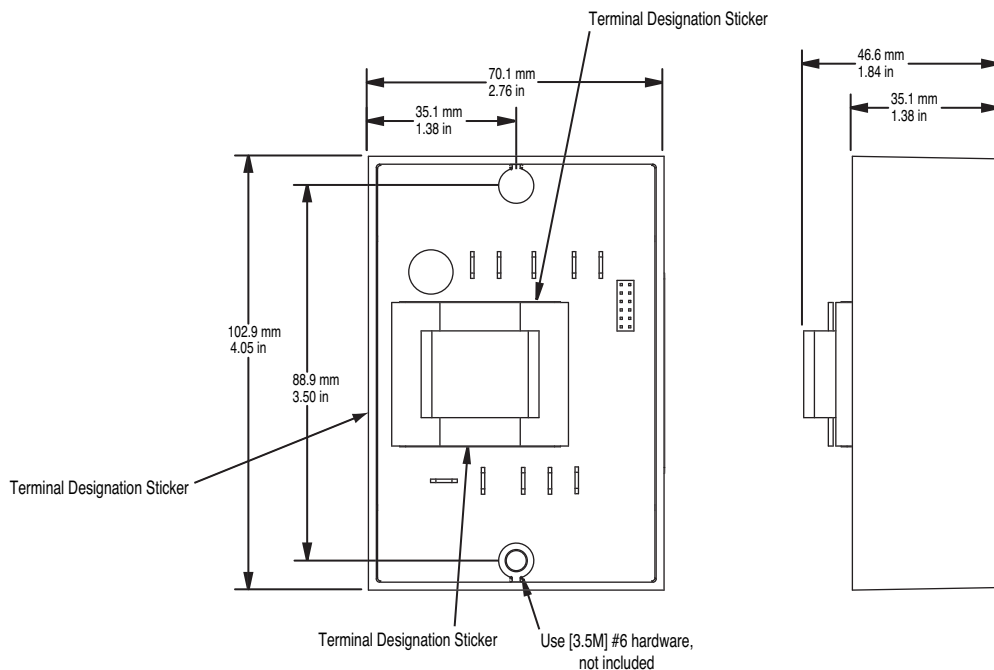 Terminal Designation Sticker
46.6 mm
1.84 in
70.1 mm
2.76 in
35.1 mm
1.38 in
35.1 mm
1.38 in
102.9 mm
4.05 in
88.9 mm
3.50 in
Terminal Designation Sticker
Terminal Designation Sticker
Use [3.5M] #6 hardware,
not included